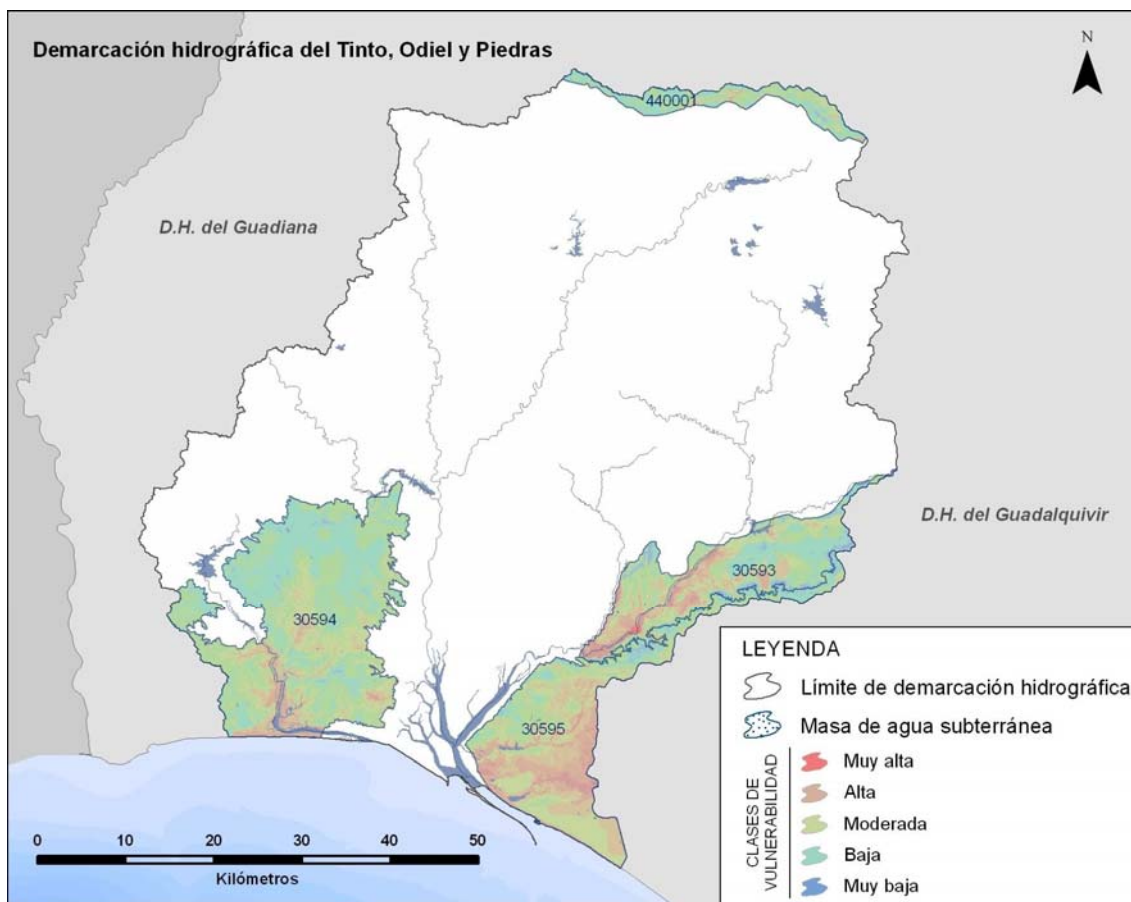 Demarcación hidrográfica del Tinto, Odiel y Piedras
N
440001
D.H. del Guadiana
D.H. del Guadalquivir
30593
30594
30595
LEYENDA
Límite de demarcación hidrográfica
Masa de agua subterránea
CLASES DE
VULNERABILIDAD
Muy alta
Alta
Moderada
Baja
Muy baja
0 10 20 30 40 50
Kilómetros